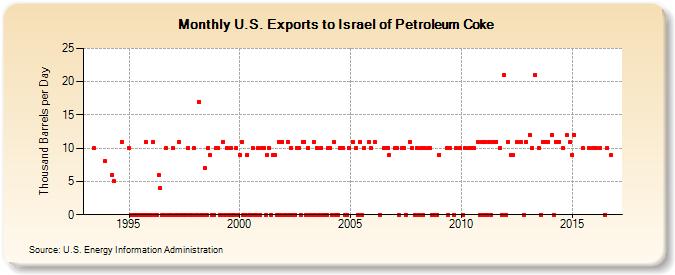 Monthly U.S. Exports to Israel of Petroleum Coke
Thousand Barrels per Day
25
20
15
10
5
0
1995 2000 2005 2010 2015
Source: U.S. Energy Information Administration